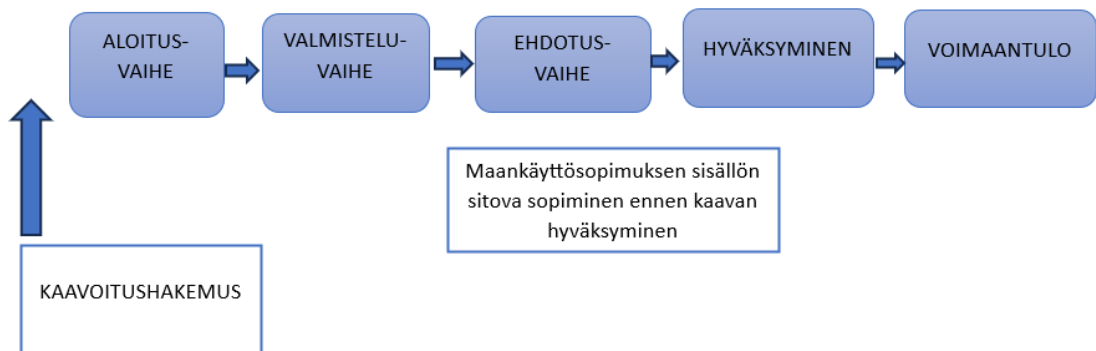 ALOITUS-
VAIHE
VALMISTELU-
VAIHE
EHDOTUS-
VAIHE
HYVÄKSYMINEN
VOIMAANTULO
Maankäyttösopimuksen sisällön
sitova sopiminen ennen kaavan
hyväksyminen
KAAVOITUSHAKEMUS